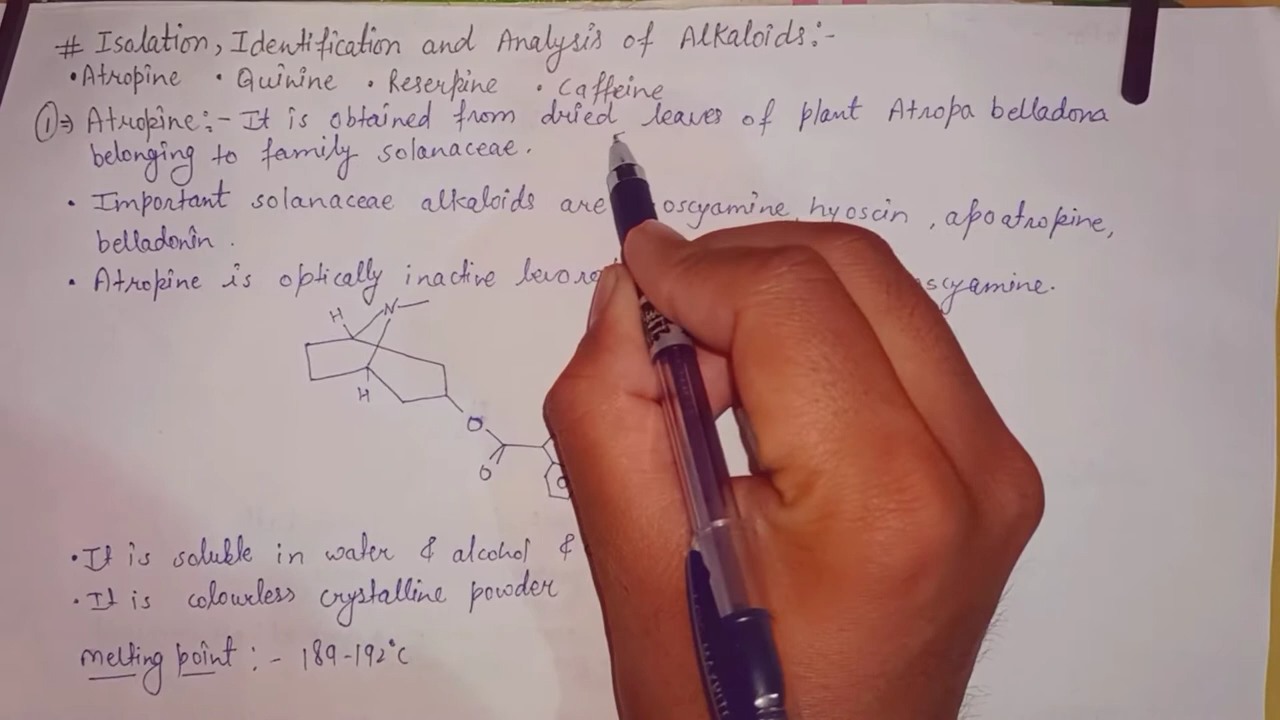 # Isolation, Identification and Analysis of Alkaloids:-
• Atropine • Quinine • Reserpine • Caffeine
① ⇒ Atropine:- It is obtained from dried leaves of plant Atropa belladona
belonging to family solanaceae.
• Important solanaceae alkaloids are oscyamine, hyoscin, apoatropine,
belladonin.
• Atropine is optically inactive levoro scyamine.
H N
H
O
O
• It is soluble in water & alcohol &
• It is colourless crystalline powder
melting point:- 189-192°C